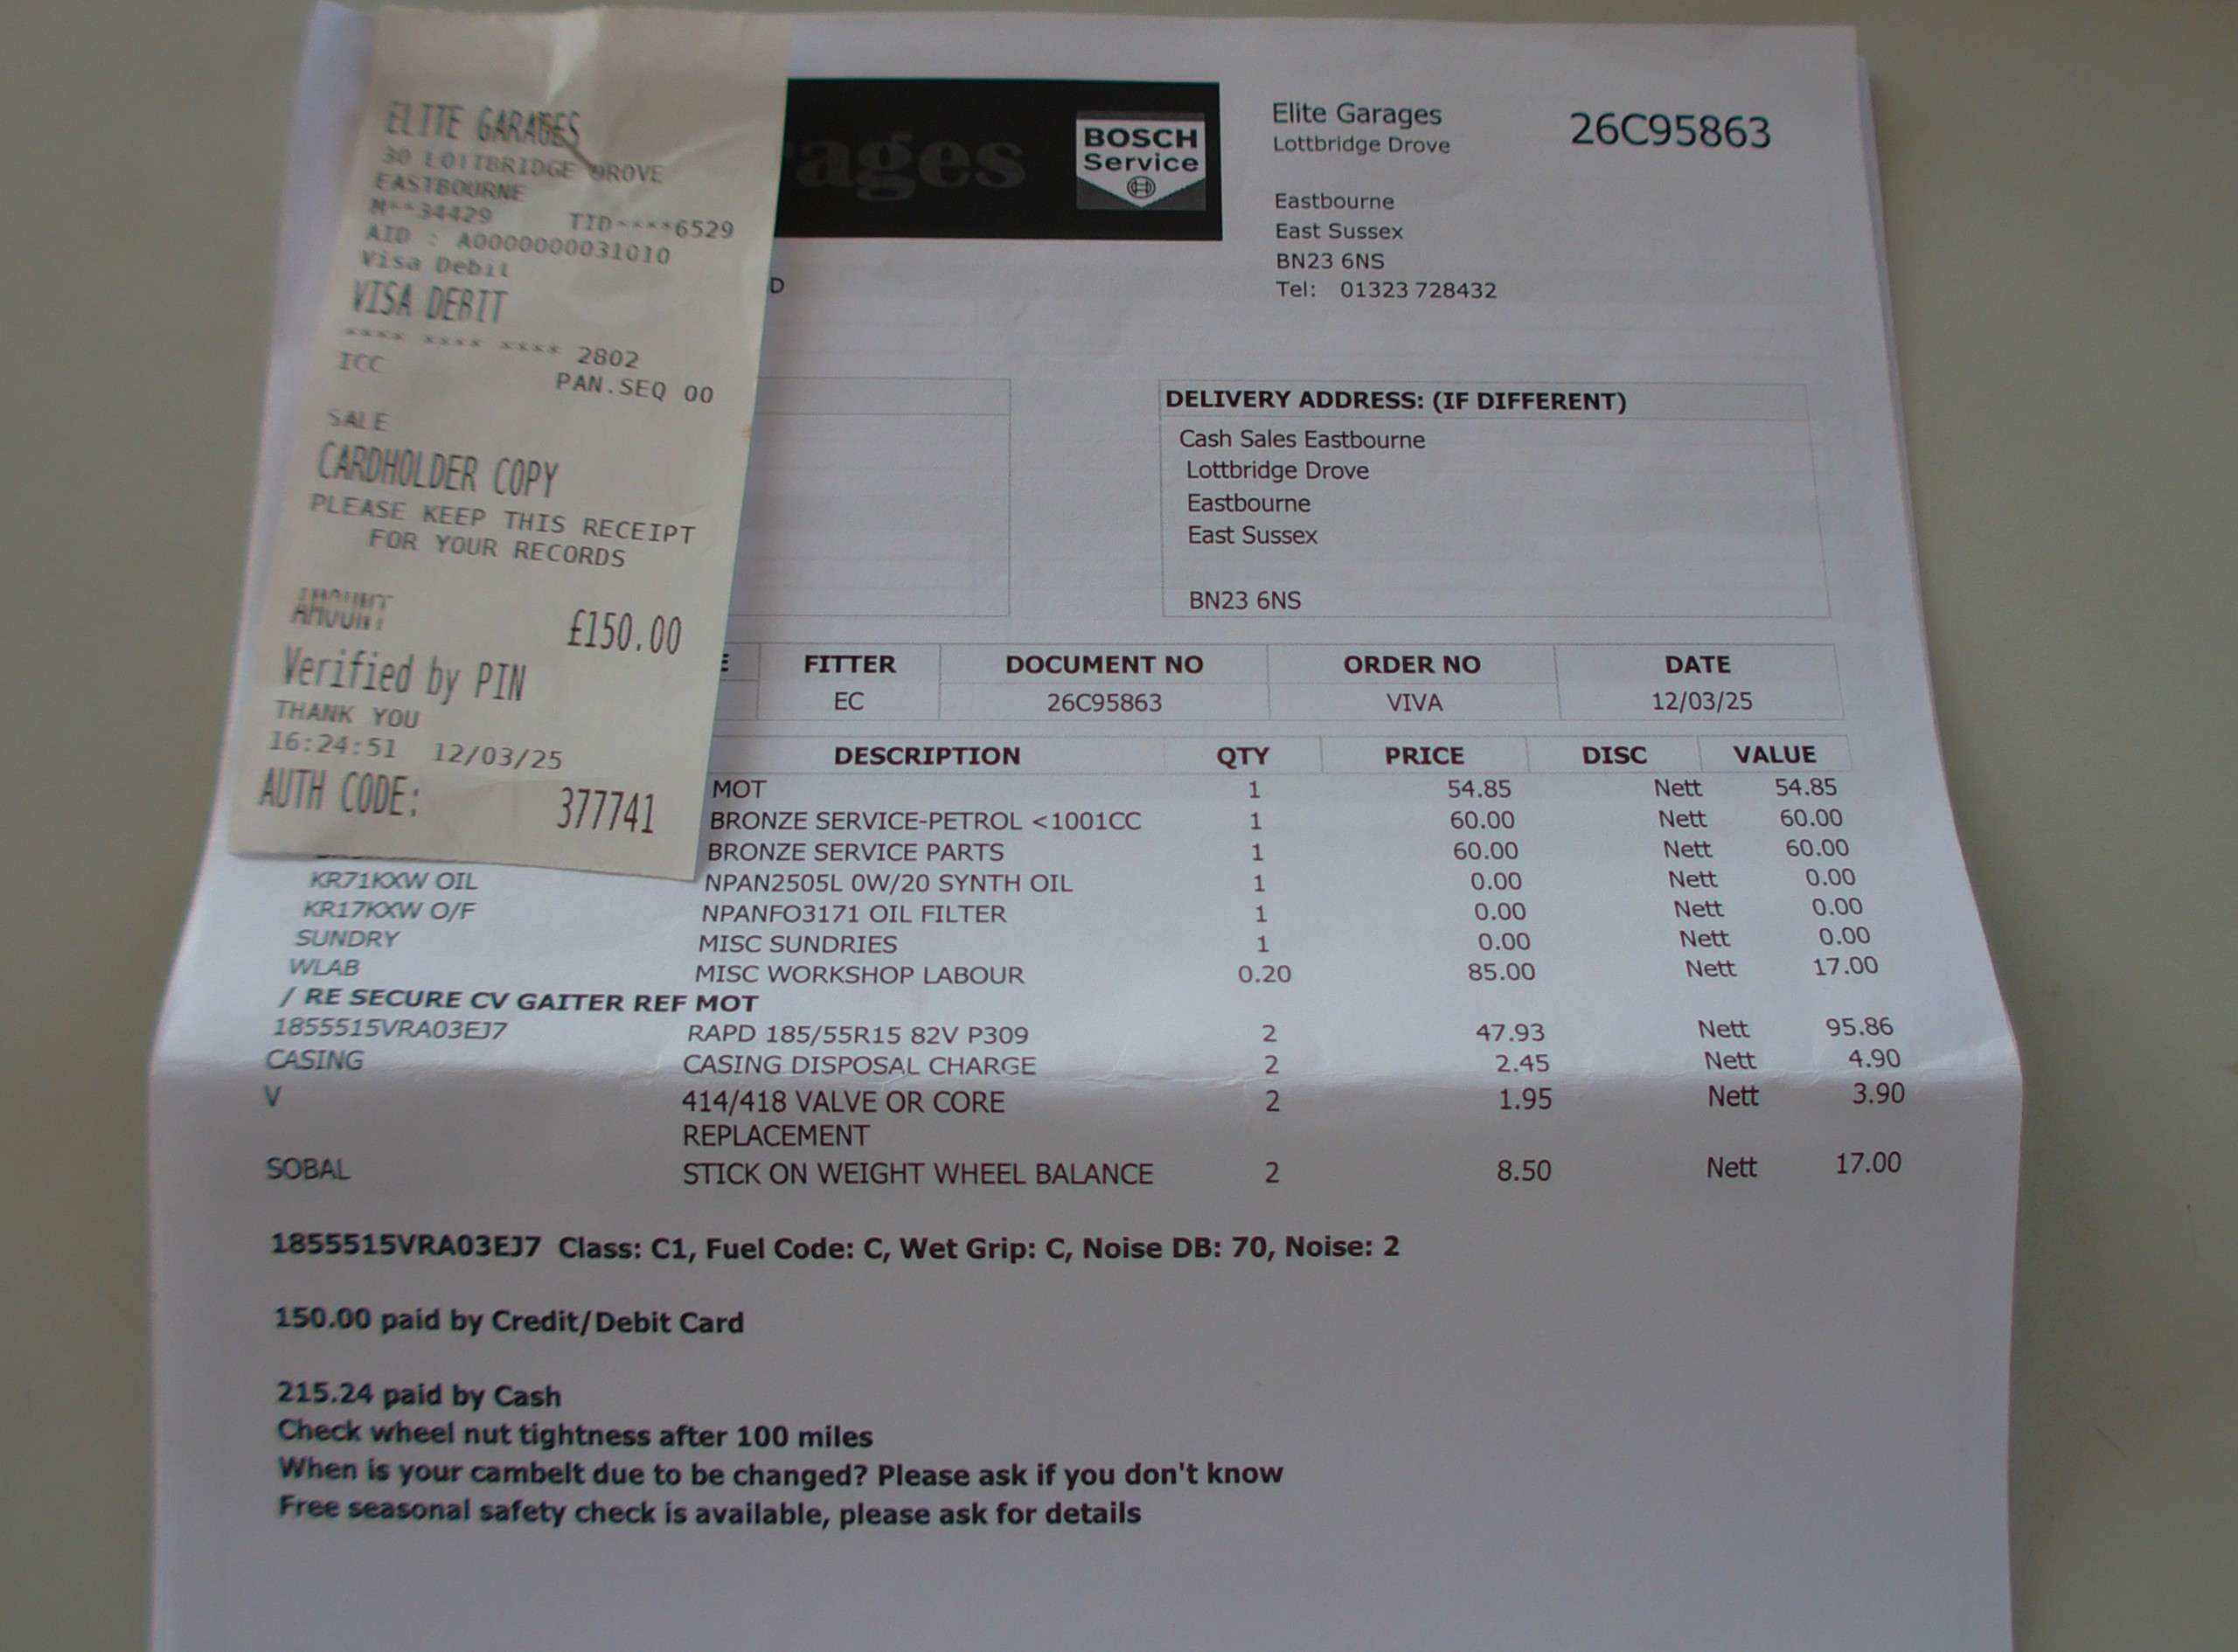 ELITE GARAGES
30 LOTTBRIDGE DROVE
EASTBOURNE
M**34429 TID****6529
AID : A0000000031010
Visa Debit
VISA DEBIT
**** **** **** 2802
ICC
PAN.SEQ 00
SALE
CARDHOLDER COPY
PLEASE KEEP THIS RECEIPT
FOR YOUR RECORDS
AMOUNT £150.00
Verified by PIN
THANK YOU
16:24:51 12/03/25
AUTH CODE: 377741
ages
BOSCH
Service
Elite Garages
Lottbridge Drove
Eastbourne
East Sussex
BN23 6NS
Tel: 01323 728432
26C95863
D
DELIVERY ADDRESS: (IF DIFFERENT)
Cash Sales Eastbourne
Lottbridge Drove
Eastbourne
East Sussex
BN23 6NS
E FITTER DOCUMENT NO ORDER NO DATE
EC 26C95863 VIVA 12/03/25
DESCRIPTION QTY PRICE DISC VALUE
MOT 1 54.85 Nett 54.85
BRONZE SERVICE-PETROL <1001CC 1 60.00 Nett 60.00
BRONZE SERVICE PARTS 1 60.00 Nett 60.00
KR71KXW OIL NPAN2505L 0W/20 SYNTH OIL 1 0.00 Nett 0.00
KR17KXW O/F NPANFO3171 OIL FILTER 1 0.00 Nett 0.00
SUNDRY MISC SUNDRIES 1 0.00 Nett 0.00
WLAB MISC WORKSHOP LABOUR 0.20 85.00 Nett 17.00
/ RE SECURE CV GAITER REF MOT
1855515VRA03EJ7 RAPD 185/55R15 82V P309 2 47.93 Nett 95.86
CASING CASING DISPOSAL CHARGE 2 2.45 Nett 4.90
V 414/418 VALVE OR CORE 2 1.95 Nett 3.90
REPLACEMENT
SOBAL STICK ON WEIGHT WHEEL BALANCE 2 8.50 Nett 17.00
1855515VRA03EJ7 Class: C1, Fuel Code: C, Wet Grip: C, Noise DB: 70, Noise: 2
150.00 paid by Credit/Debit Card
215.24 paid by Cash
Check wheel nut tightness after 100 miles
When is your cambelt due to be changed? Please ask if you don't know
Free seasonal safety check is available, please ask for details